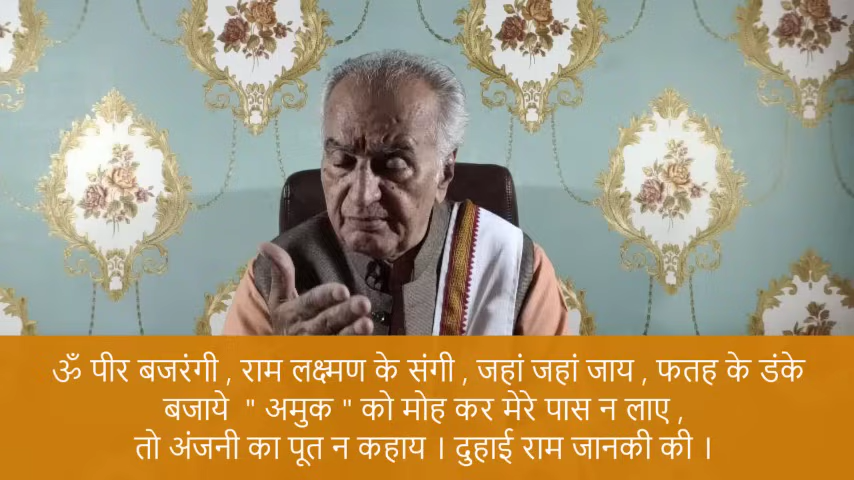 ॐ पीर बजरंगी , राम लक्ष्मण के संगी , जहां जहां जाय , फतह के डंके
बजाये " अमुक " को मोह कर मेरे पास न लाए ,
तो अंजनी का पूत न कहाय । दुहाई राम जानकी की ।